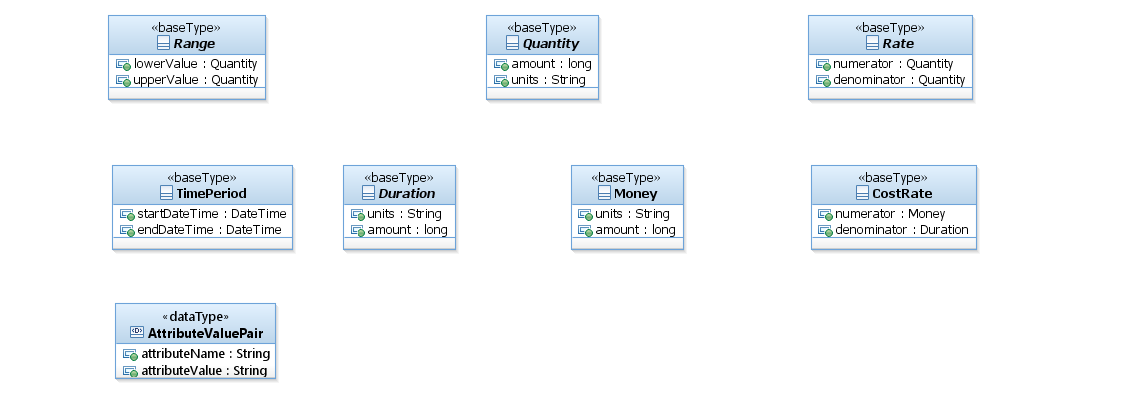 «baseType»
Range
lowerValue : Quantity
upperValue : Quantity
«baseType»
Quantity
amount : long
units : String
«baseType»
Rate
numerator : Quantity
denominator : Quantity
«baseType»
TimePeriod
startDateTime : DateTime
endDateTime : DateTime
«baseType»
Duration
units : String
amount : long
«baseType»
Money
units : String
amount : long
«baseType»
CostRate
numerator : Money
denominator : Duration
«dataType»
AttributeValuePair
attributeName : String
attributeValue : String